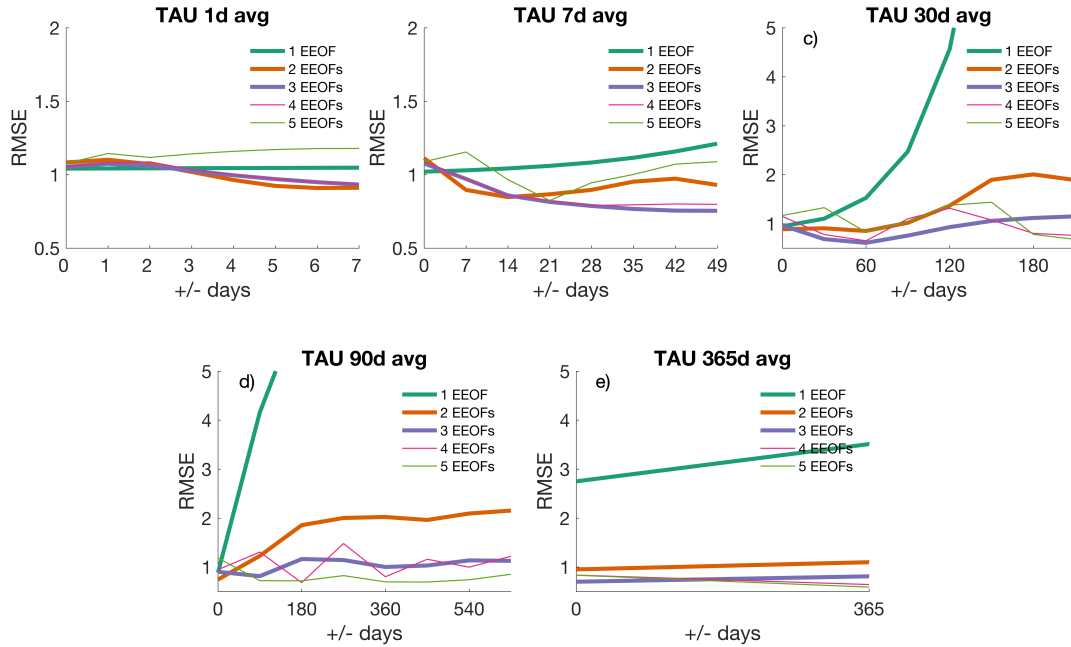 TAU 1d avg
2
1.5
1
0.5
RMSE
1 EEOF
2 EEOFs
3 EEOFs
4 EEOFs
5 EEOFs
0 1 2 3 4 5 6 7
+/- days
TAU 7d avg
2
1.5
1
0.5
RMSE
1 EEOF
2 EEOFs
3 EEOFs
4 EEOFs
5 EEOFs
0 7 14 21 28 35 42 49
+/- days
TAU 30d avg
c)
5
4
3
2
1
RMSE
1 EEOF
2 EEOFs
3 EEOFs
4 EEOFs
5 EEOFs
0 60 120 180
+/- days
TAU 90d avg
d)
5
4
3
2
1
RMSE
1 EEOF
2 EEOFs
3 EEOFs
4 EEOFs
5 EEOFs
0 180 360 540
+/- days
TAU 365d avg
e)
5
4
3
2
1
RMSE
1 EEOF
2 EEOFs
3 EEOFs
4 EEOFs
5 EEOFs
0 365
+/- days